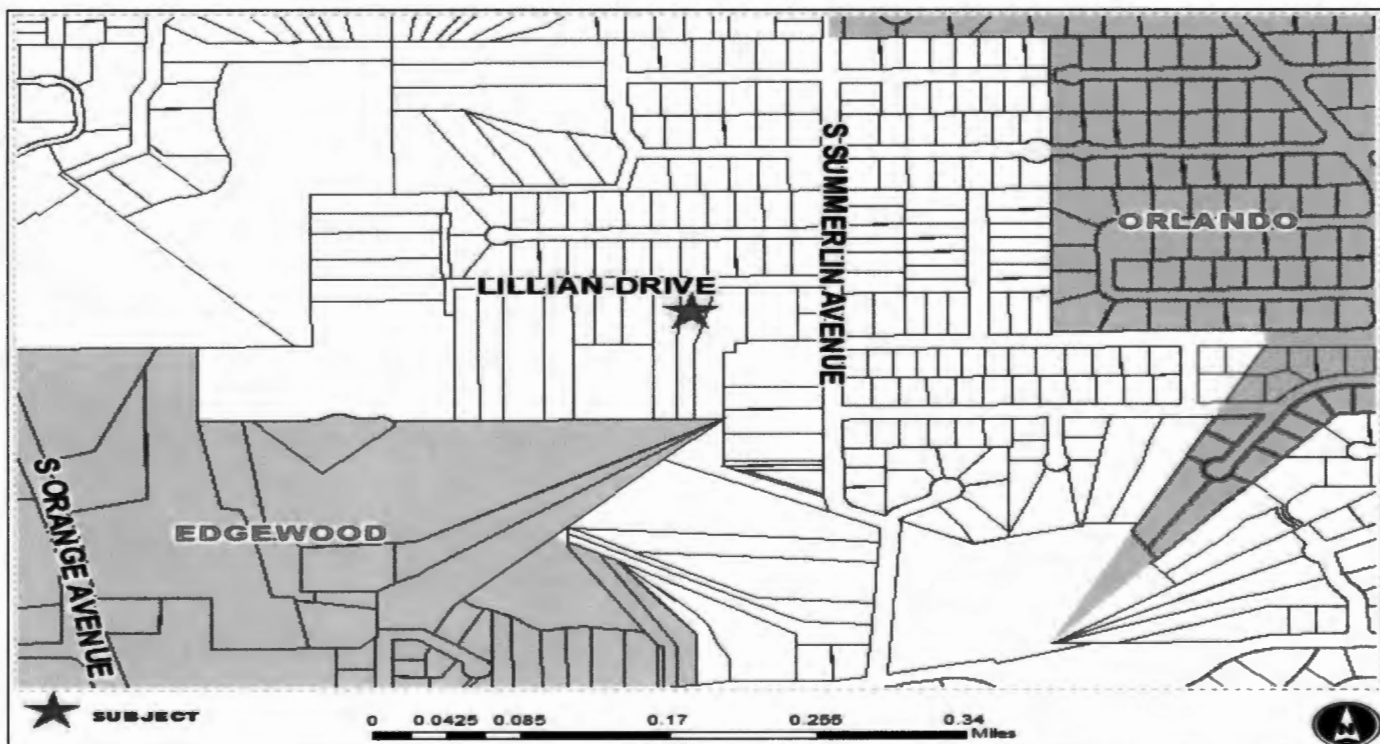 S SUMMERLIN AVENUE
ORLANDO
LILLIAN DRIVE
EDGEWOOD
S ORANGE AVENUE
SUBJECT
0 0.0425 0.085 0.17 0.255 0.34
Miles
N